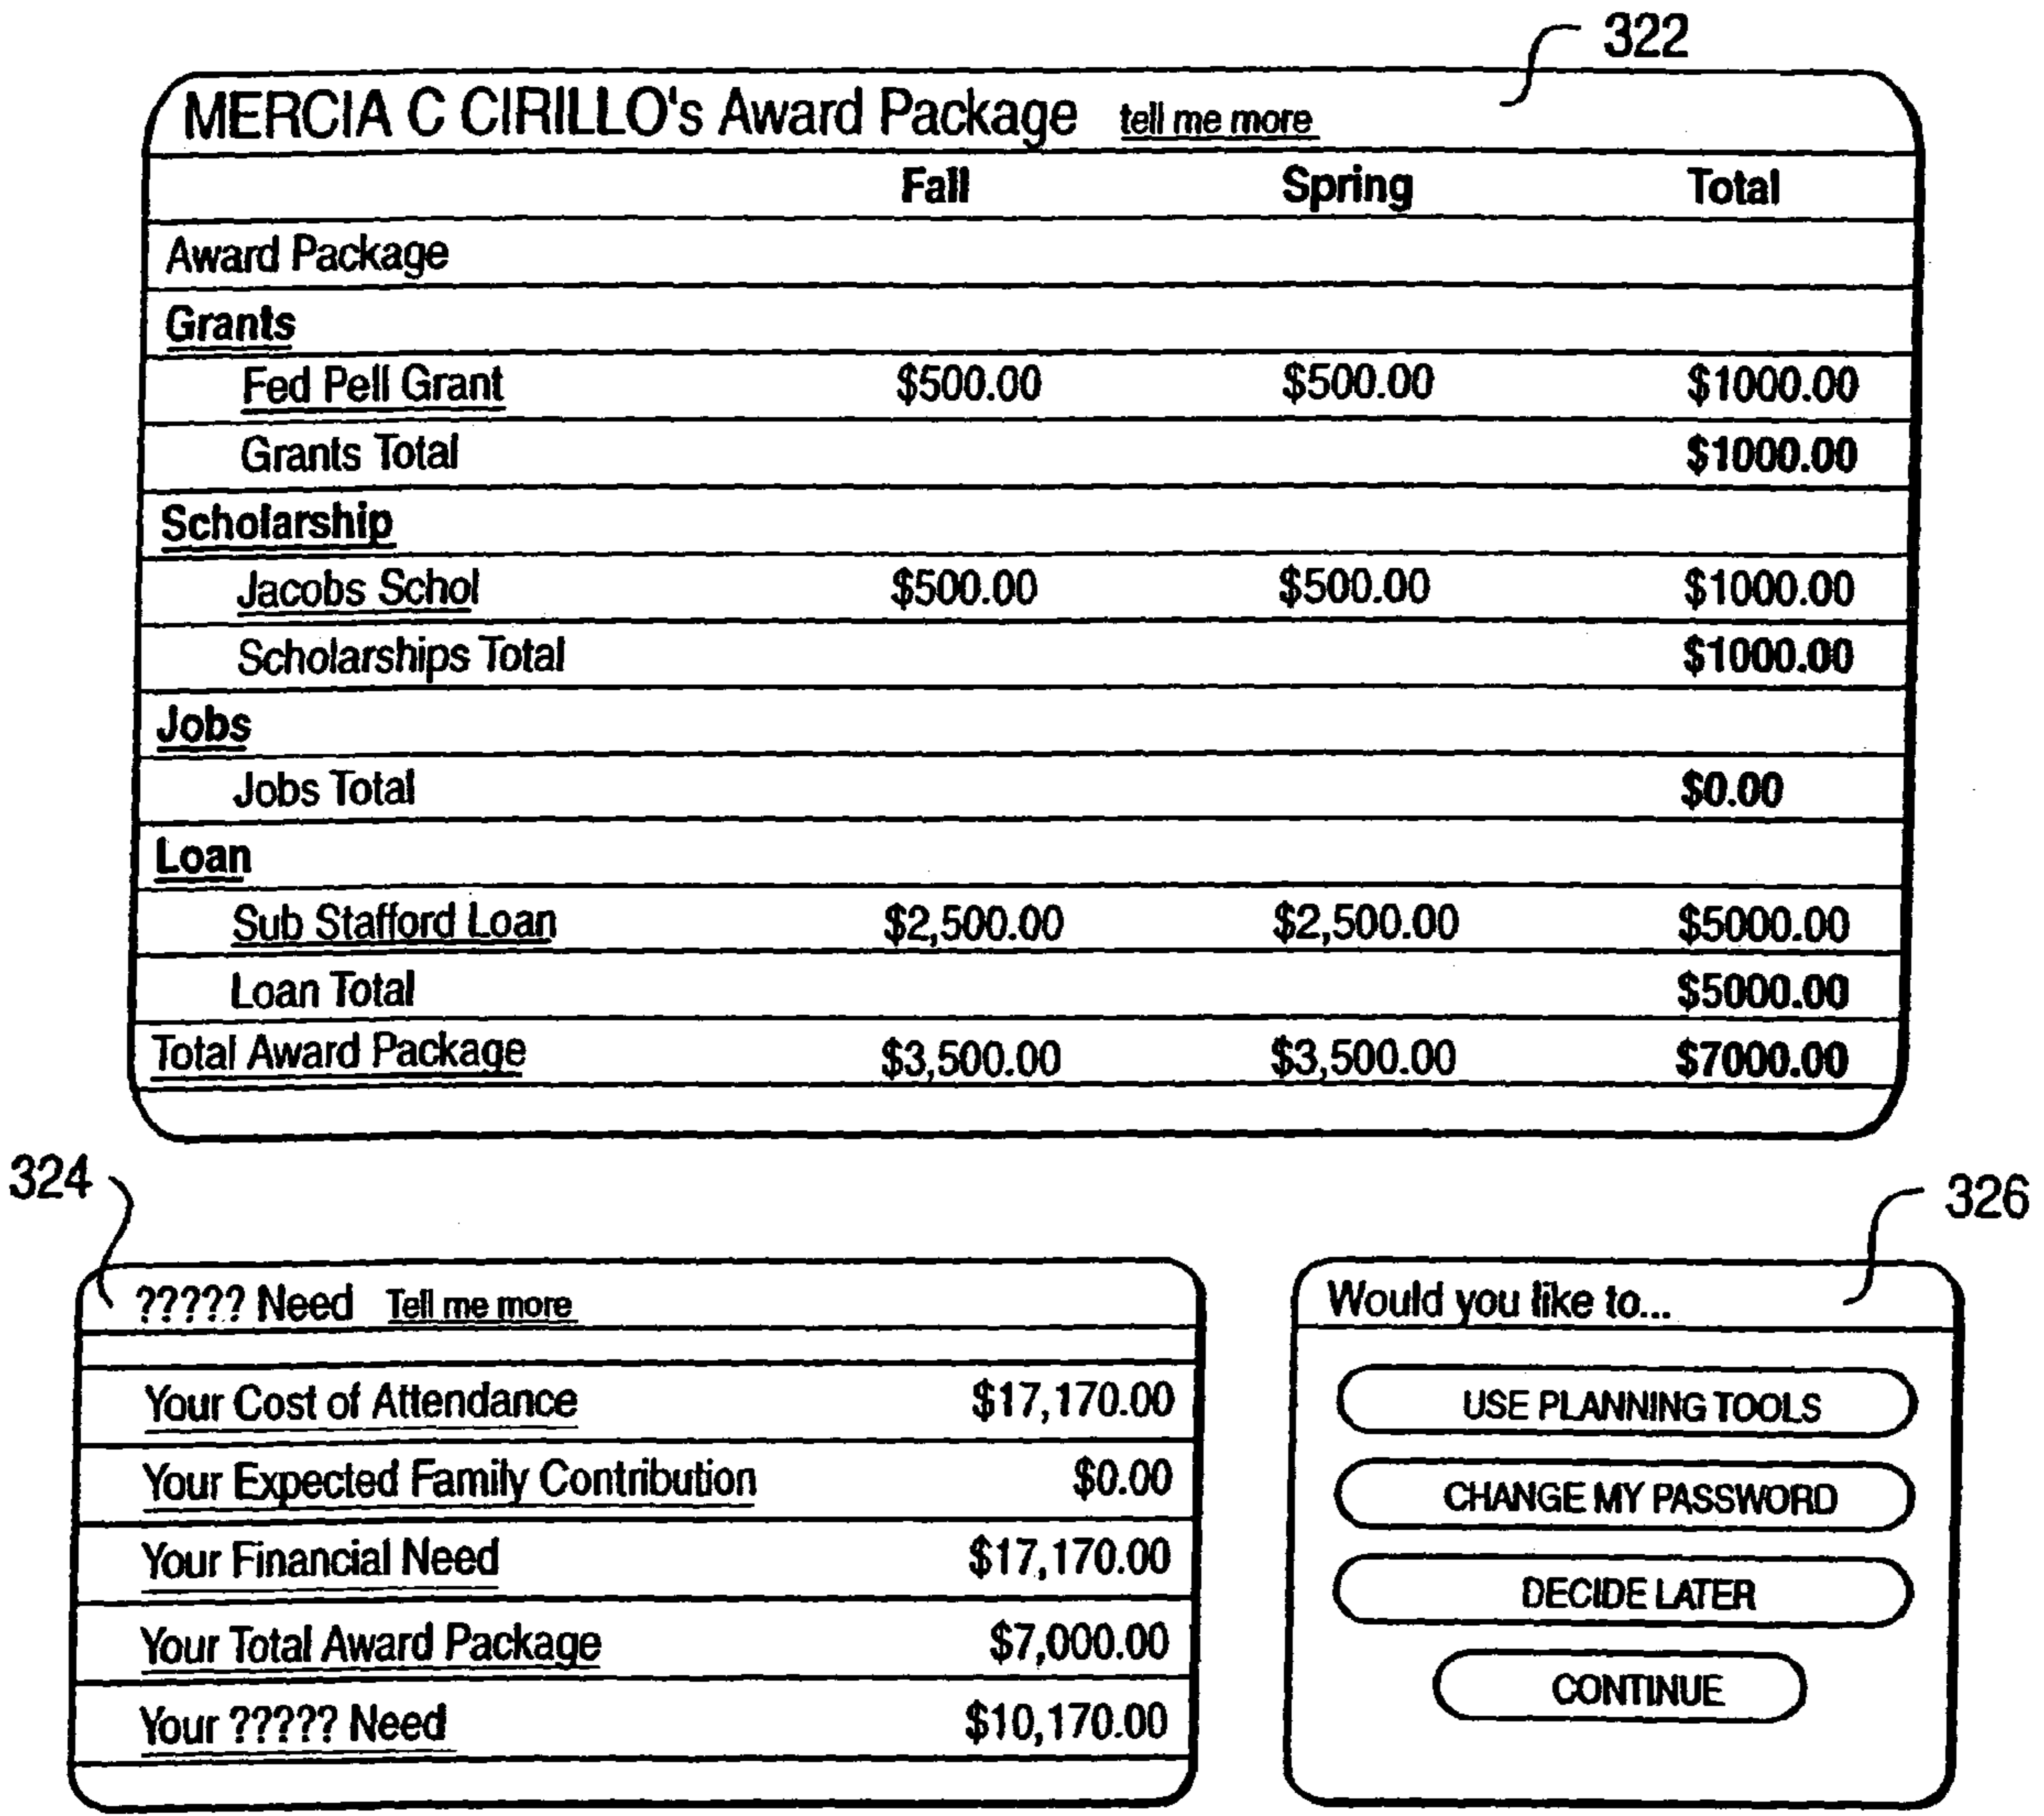 322
MERCIA C CIRILLO's Award Package tell me more
Fall Spring Total
Award Package
Grants
Fed Pell Grant $500.00 $500.00 $1000.00
Grants Total $1000.00
Scholarship
Jacobs Schol $500.00 $500.00 $1000.00
Scholarships Total $1000.00
Jobs
Jobs Total $0.00
Loan
Sub Stafford Loan $2,500.00 $2,500.00 $5000.00
Loan Total $5000.00
Total Award Package $3,500.00 $3,500.00 $7000.00
324
????? Need Tell me more
Your Cost of Attendance $17,170.00
Your Expected Family Contribution $0.00
Your Financial Need $17,170.00
Your Total Award Package $7,000.00
Your ????? Need $10,170.00
326
Would you like to...
USE PLANNING TOOLS
CHANGE MY PASSWORD
DECIDE LATER
CONTINUE